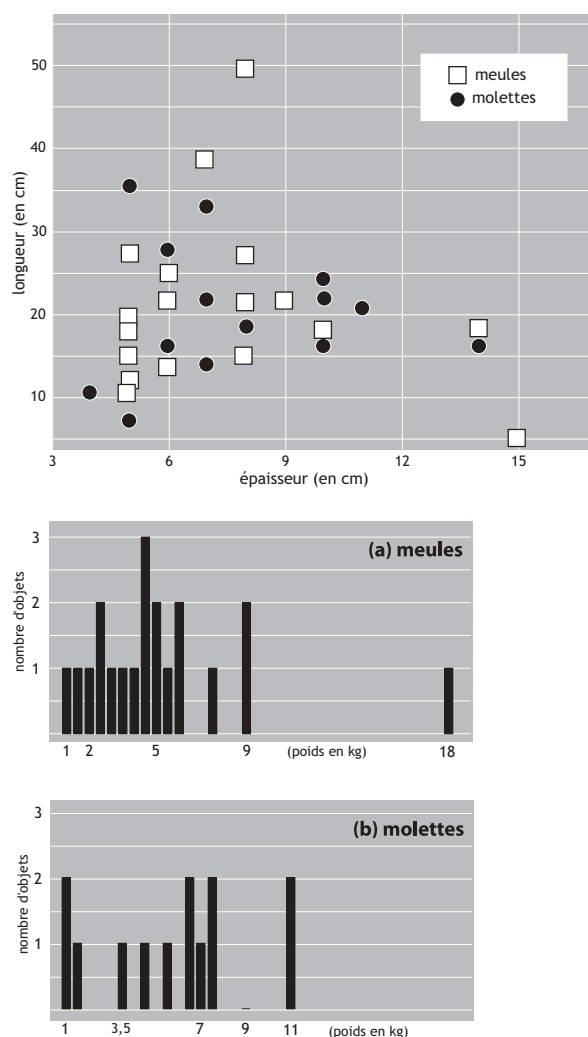 50
40
30
20
10
longueur (en cm)
meules
molettes
3 6 9 12 15
épaisseur (en cm)
(a) meules
3
2
1
nombre d'objets
1 2 5 9 (poids en kg) 18
(b) molettes
3
2
1
nombre d'objets
1 3,5 7 9 11 (poids en kg)